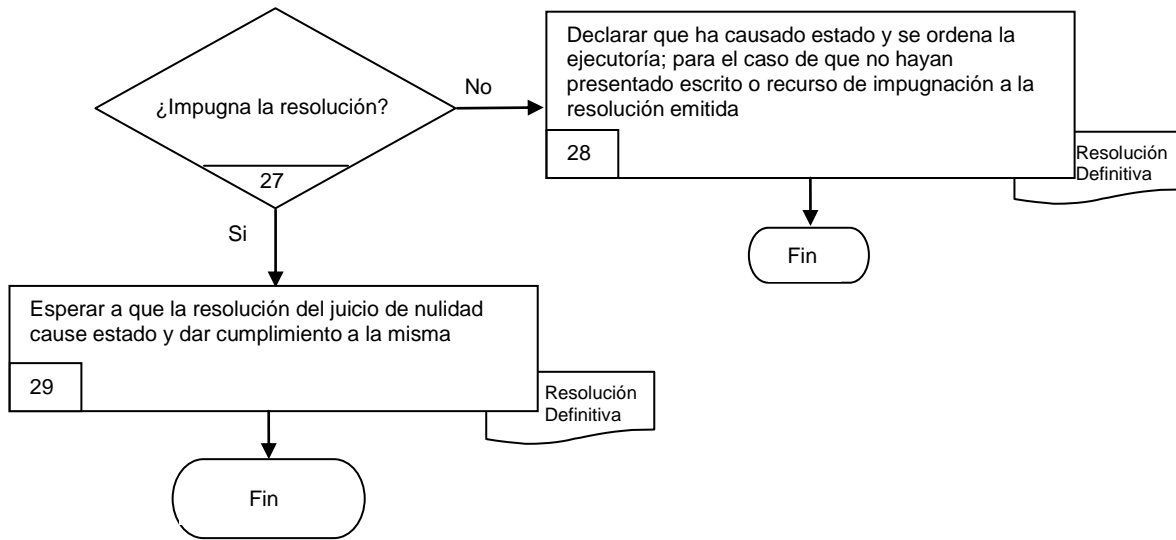 ¿Impugna la resolución?
27
No
Declarar que ha causado estado y se ordena la
ejecutoría; para el caso de que no hayan
presentado escrito o recurso de impugnación a la
resolución emitida
28
Resolución
Definitiva
Fin
Si
Esperar a que la resolución del juicio de nulidad
cause estado y dar cumplimiento a la misma
29
Resolución
Definitiva
Fin